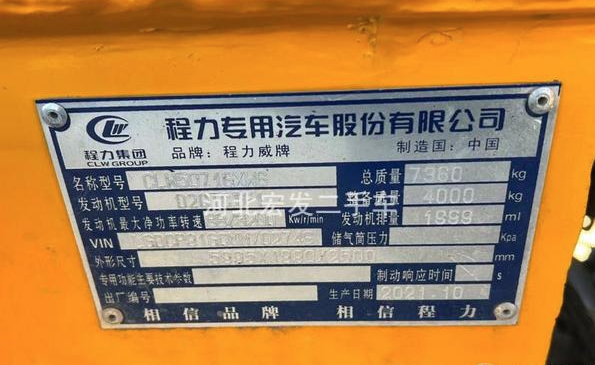 程力专用汽车股份有限公司
程力集团
CLW GROUP
品牌：程力威牌 制造国：中国
名称型号 总质量 7360 kg
发动机型号 质量 4000 kg
发动机最大净功率转速 Kw/r/min 发动机排量 1999 ml
VIN 储气筒压力 Kpa
外形尺寸 mm
专用功能主要技术参数 制动响应时间 s
出厂编号 生产日期 2021.10
相信品牌 相信程力
河北宏发二手车